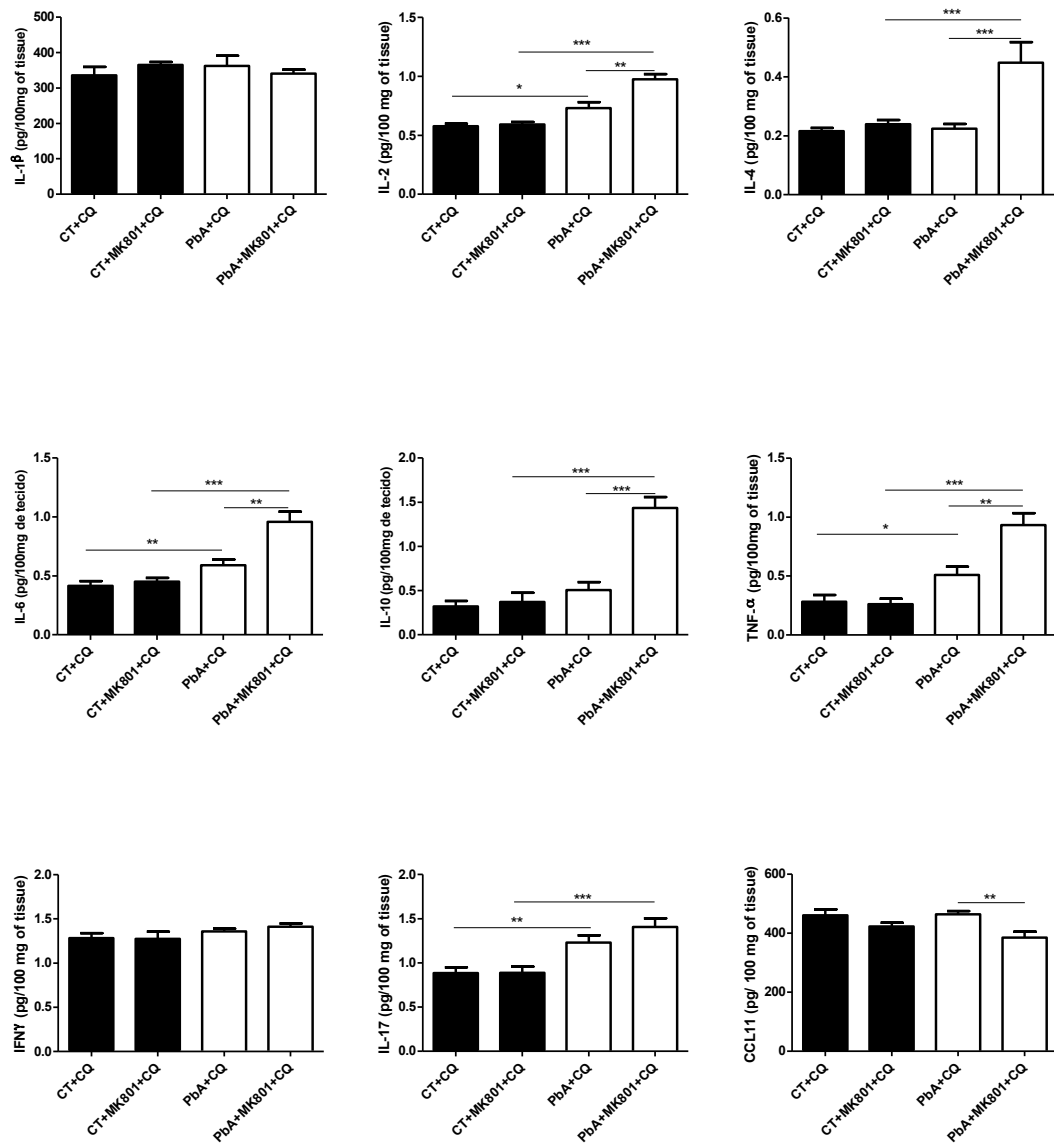 IL-1β (pg/100mg of tissue)
500
400
300
200
100
0
CT+CQ
CT+MK801+CQ
PbA+CQ
PbA+MK801+CQ
IL-2 (pg/100 mg of tissue)
1.5
1.0
0.5
0.0
*
***
**
CT+CQ
CT+MK801+CQ
PbA+CQ
PbA+MK801+CQ
IL-4 (pg/100 mg of tissue)
0.6
0.4
0.2
0.0
***
***
CT+CQ
CT+MK801+CQ
PbA+CQ
PbA+MK801+CQ
IL-6 (pg/100mg de tecido)
1.5
1.0
0.5
0.0
***
**
**
CT+CQ
CT+MK801+CQ
PbA+CQ
PbA+MK801+CQ
IL-10 (pg/100mg de tecido)
2.0
1.5
1.0
0.5
0.0
***
***
CT+CQ
CT+MK801+CQ
PbA+CQ
PbA+MK801+CQ
TNF-α (pg/100mg of tissue)
1.5
1.0
0.5
0.0
***
**
*
CT+CQ
CT+MK801+CQ
PbA+CQ
PbA+MK801+CQ
IFNγ (pg/100 mg of tissue)
2.0
1.5
1.0
0.5
0.0
CT+CQ
CT+MK801+CQ
PbA+CQ
PbA+MK801+CQ
IL-17 (pg/100 mg of tissue)
2.0
1.5
1.0
0.5
0.0
***
**
CT+CQ
CT+MK801+CQ
PbA+CQ
PbA+MK801+CQ
CCL11 (pg/ 100 mg of tissue)
600
400
200
0
**
CT+CQ
CT+MK801+CQ
PbA+CQ
PbA+MK801+CQ